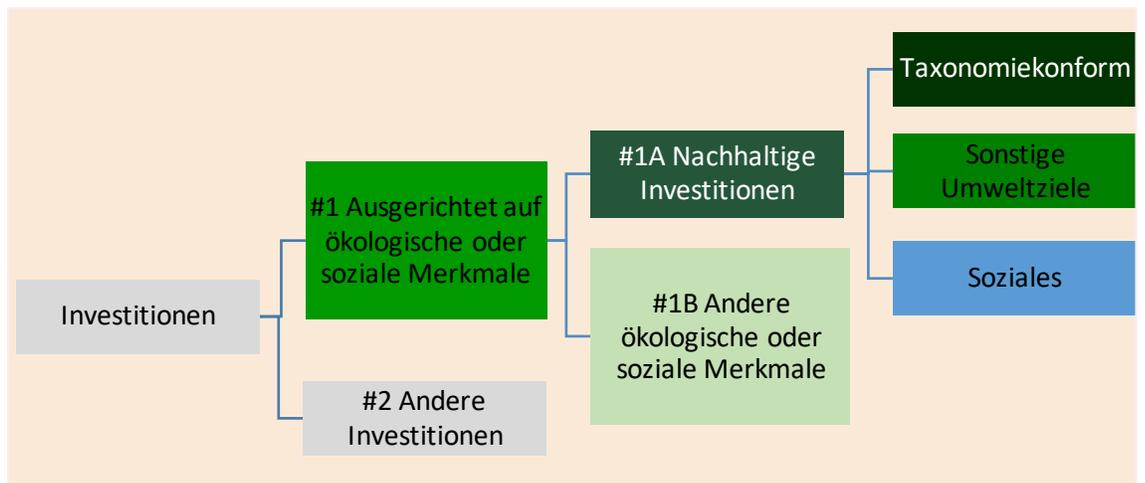 Investitionen
#1 Ausgerichtet auf
ökologische oder
soziale Merkmale
#2 Andere
Investitionen
#1A Nachhaltige
Investitionen
#1B Andere
ökologische oder
soziale Merkmale
Taxonomiekonform
Sonstige
Umweltziele
Soziales